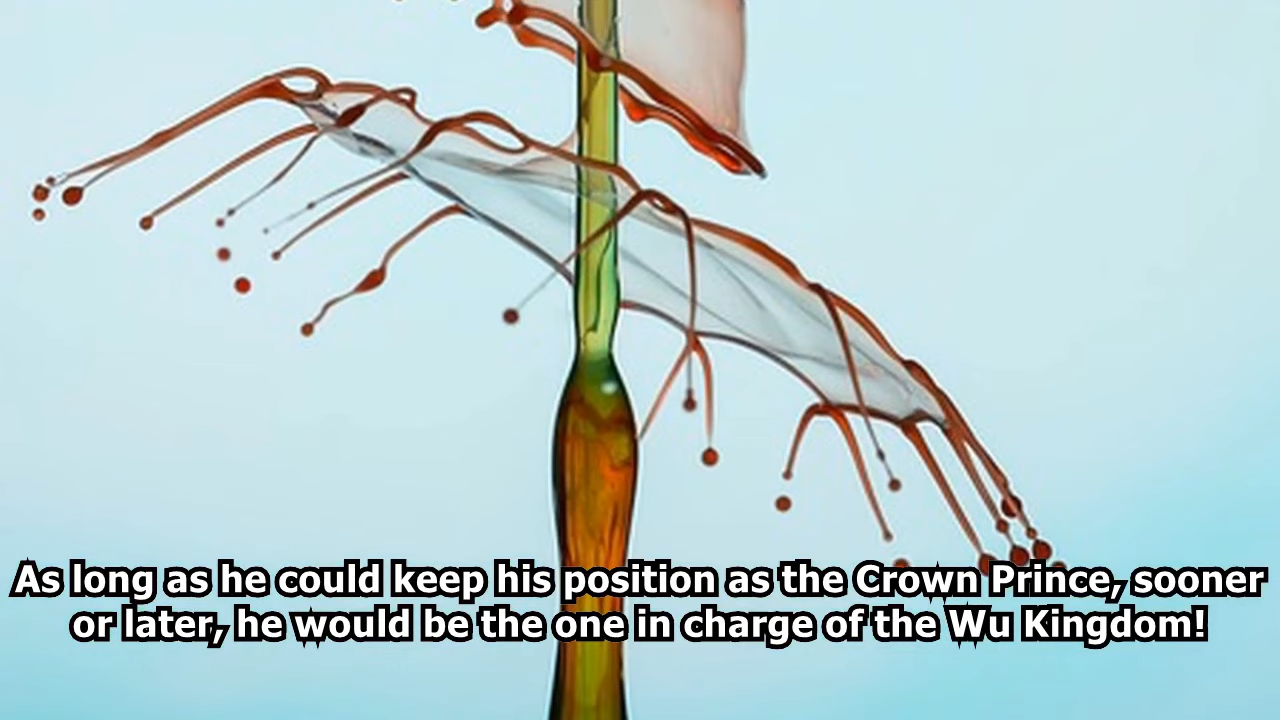 As long as he could keep his position as the Crown Prince, sooner
or later, he would be the one in charge of the Wu Kingdom!